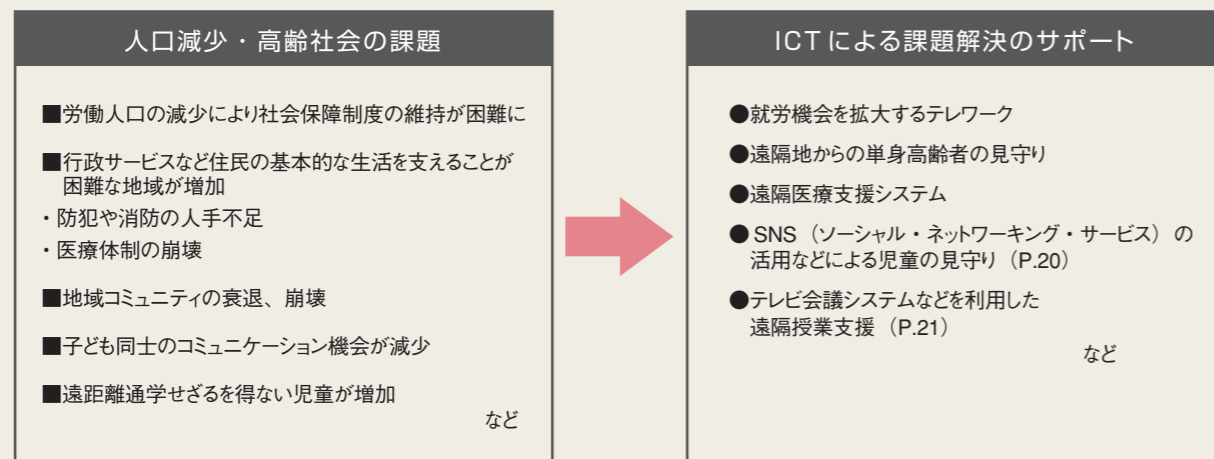 人口減少・高齢社会の課題
■労働人口の減少により社会保障制度の維持が困難に
■行政サービスなど住民の基本的な生活を支えることが
困難な地域が増加
・防犯や消防の人手不足
・医療体制の崩壊
■地域コミュニティの衰退、崩壊
■子ども同士のコミュニケーション機会が減少
■遠距離通学せざるを得ない児童が増加
など
ICTによる課題解決のサポート
●就労機会を拡大するテレワーク
●遠隔地からの単身高齢者の見守り
●遠隔医療支援システム
●SNS（ソーシャル・ネットワーキング・サービス）の
活用などによる児童の見守り（P.20）
●テレビ会議システムなどを利用した
遠隔授業支援（P.21）
など